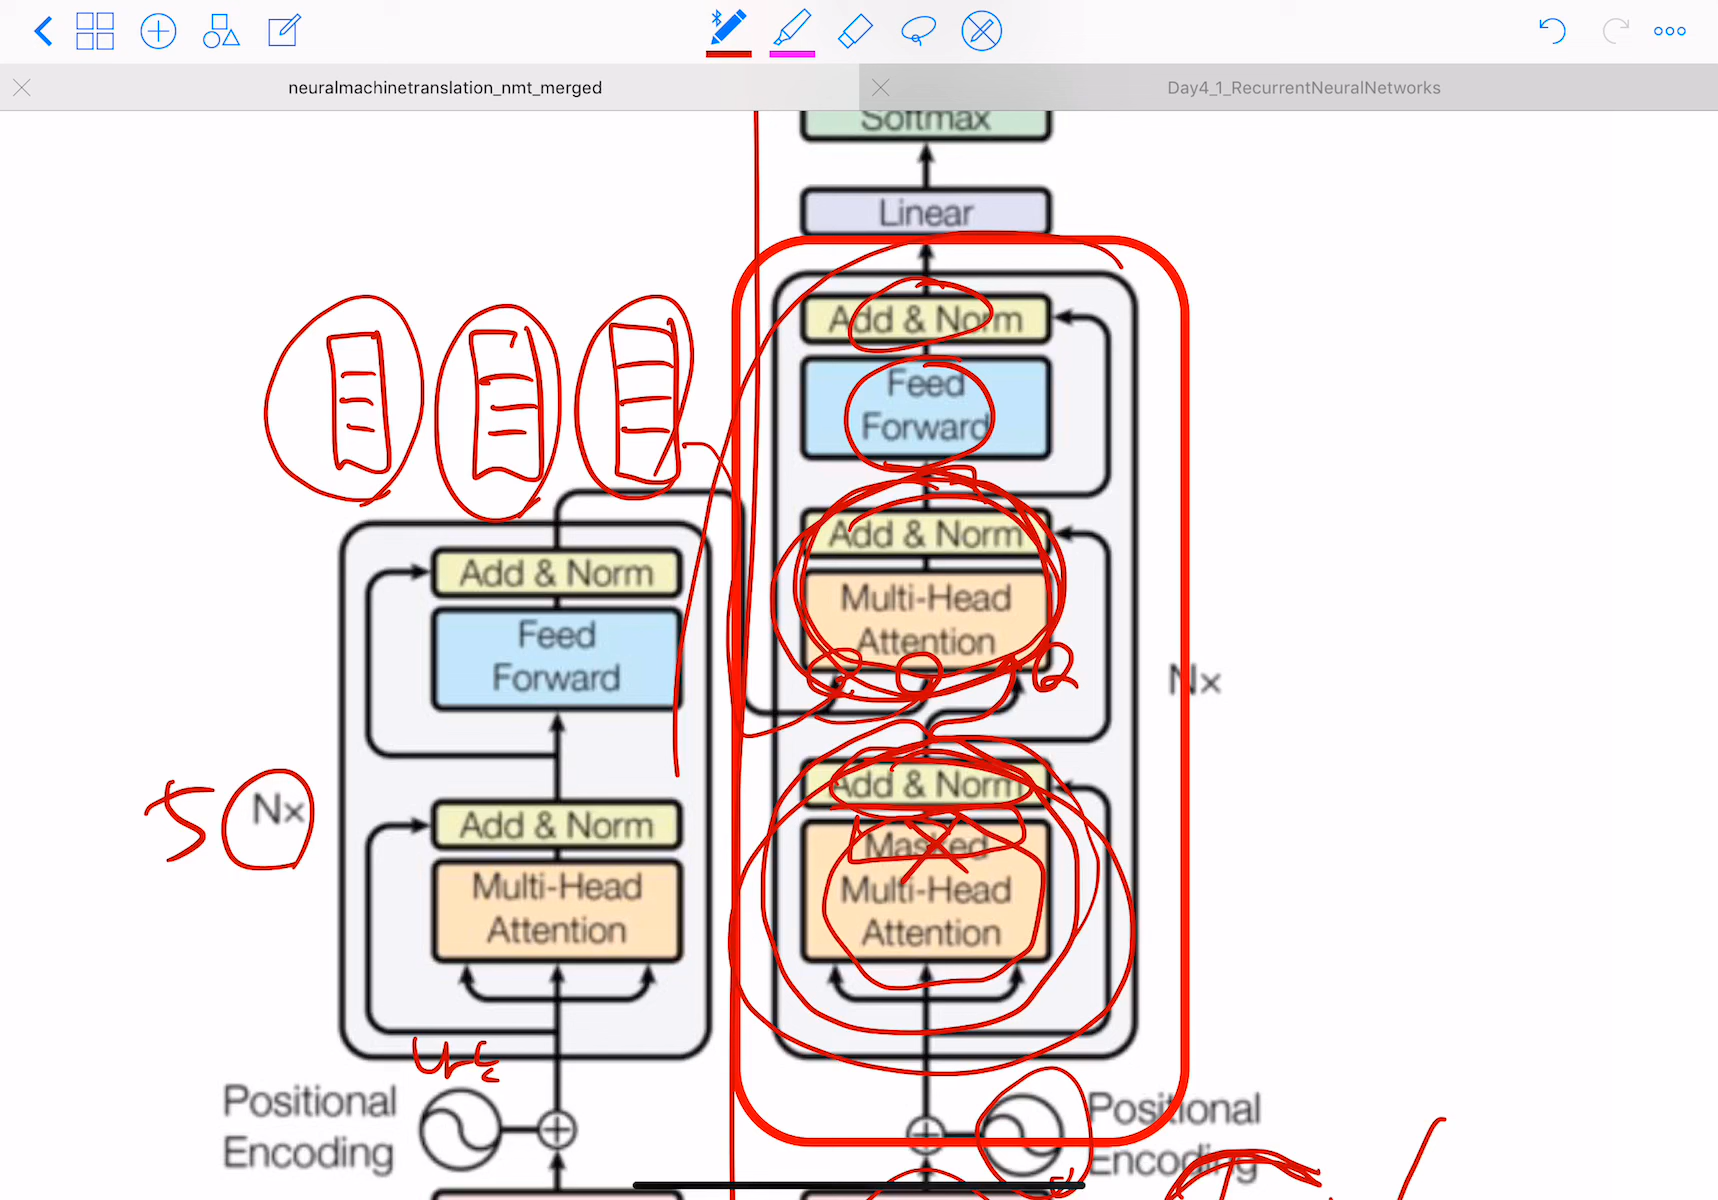 neuralmachinetranslation_nmt_merged
Day4_1_RecurrentNeuralNetworks
Softmax
Linear
Add & Norm
Feed
Forward
Add & Norm
Multi-Head
Attention
Nx
Add & Norm
Masked
Multi-Head
Attention
Positional
Encoding
Add & Norm
Feed
Forward
5 Nx
Add & Norm
Multi-Head
Attention
Positional
Encoding